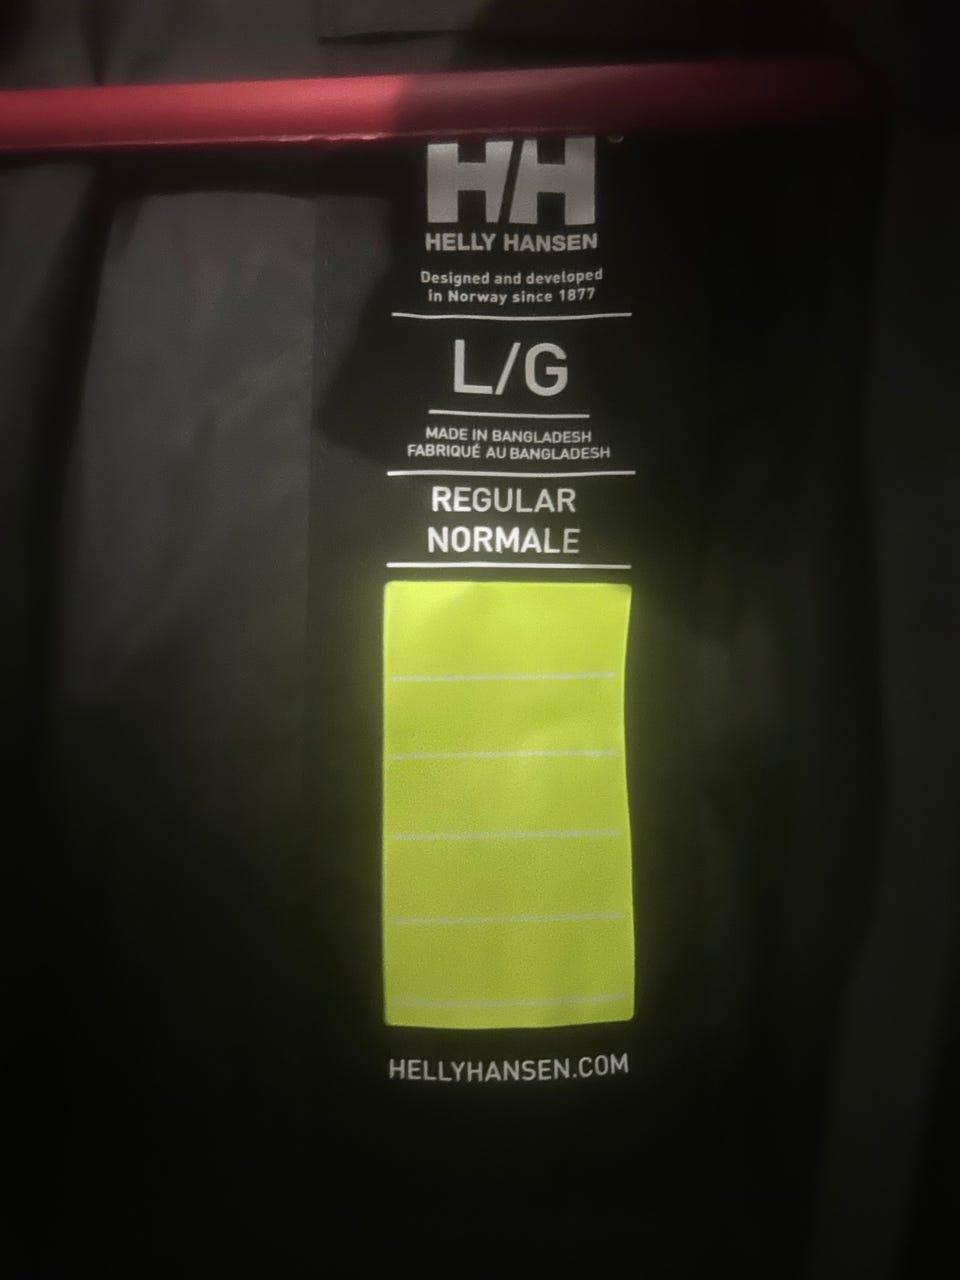 HH
HELLY HANSEN
Designed and developed
in Norway since 1877
L/G
MADE IN BANGLADESH
FABRIQUÉ AU BANGLADESH
REGULAR
NORMALE
HELLYHANSEN.COM